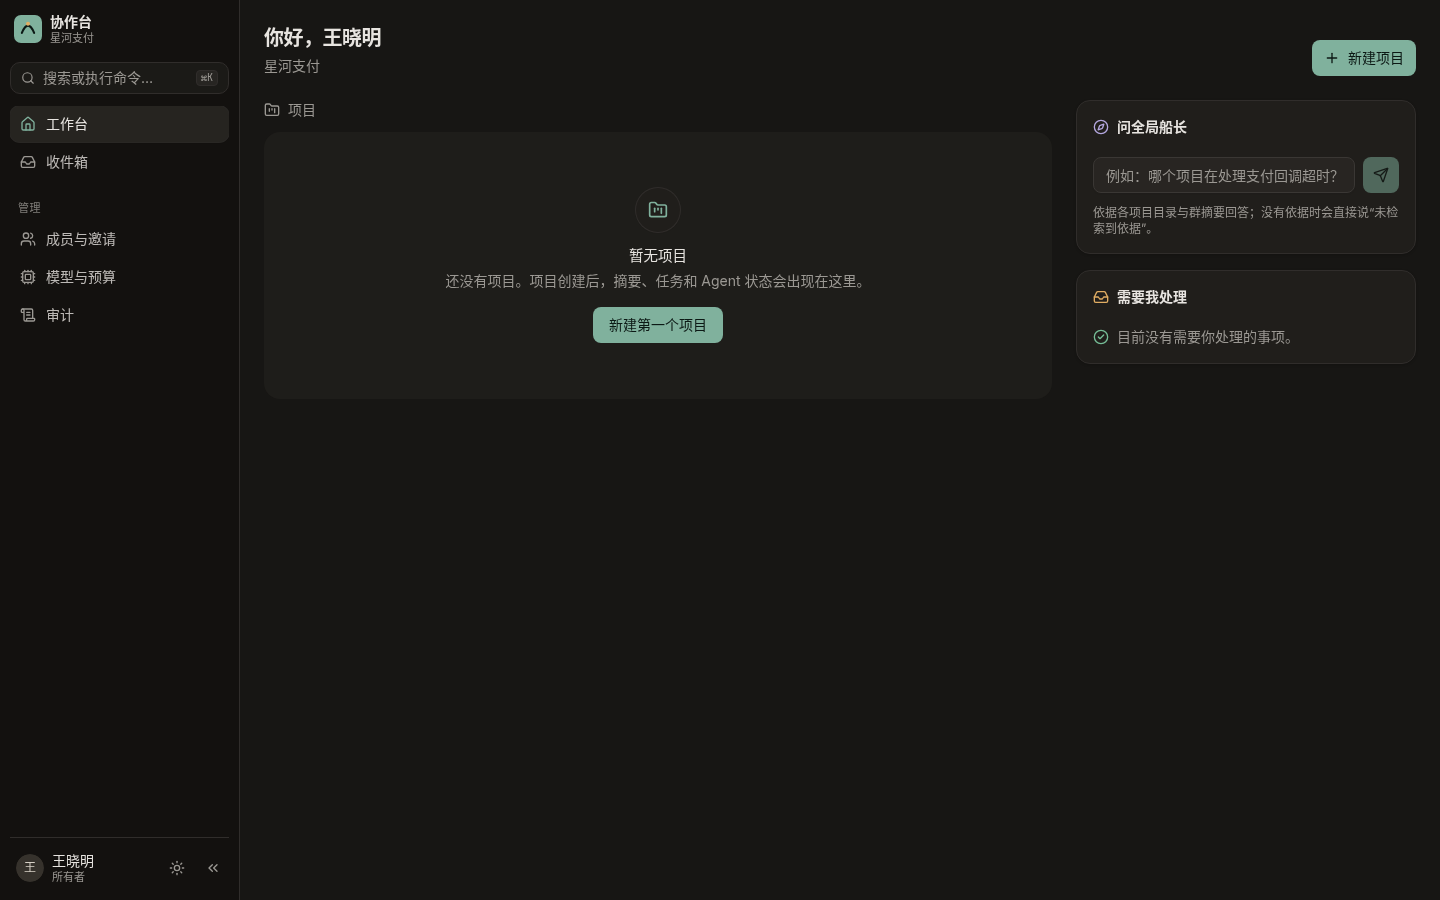 协作台
星河支付
搜索或执行命令...
⌘K
工作台
收件箱
管理
成员与邀请
模型与预算
审计
王
王晓明
所有者
你好，王晓明
星河支付
新建项目
项目
暂无项目
还没有项目。项目创建后，摘要、任务和 Agent 状态会出现在这里。
新建第一个项目
问全局船长
例如：哪个项目在处理支付回调超时？
依据各项目目录与群摘要回答；没有依据时会直接说“未检
索到依据”。
需要我处理
目前没有需要你处理的事项。